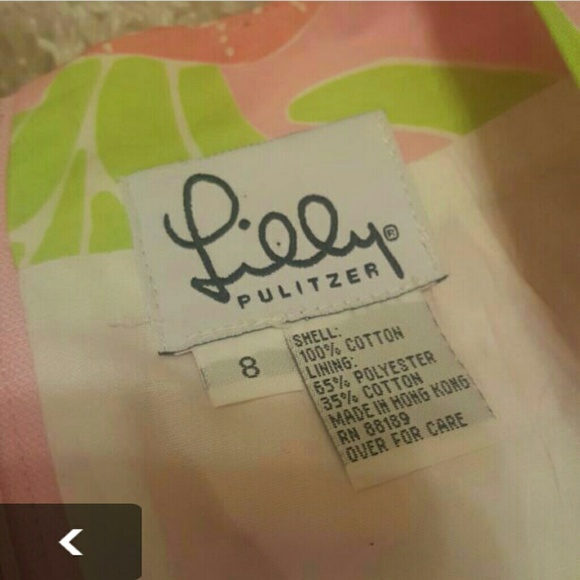 Lilly®
PULITZER
8
SHELL:
100% COTTON
LINING:
65% POLYESTER
35% COTTON
MADE IN HONG KONG
RN 88189
OVER FOR CARE